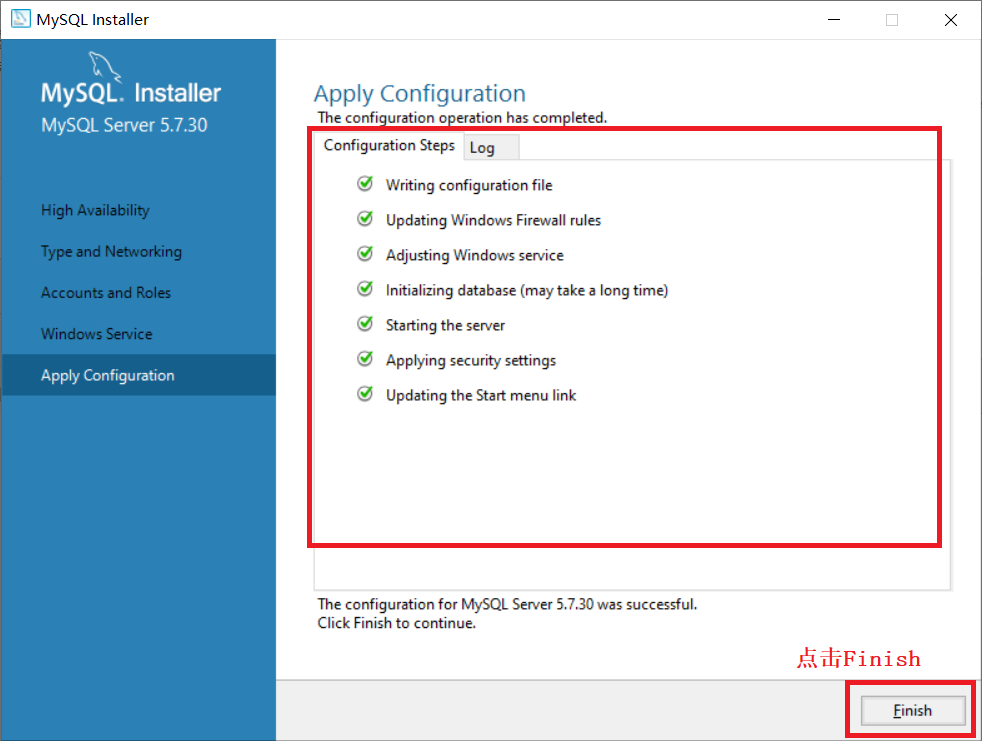 MySQL Installer
MySQL. Installer
MySQL Server 5.7.30
High Availability
Type and Networking
Accounts and Roles
Windows Service
Apply Configuration
Apply Configuration
The configuration operation has completed.
Configuration Steps Log
Writing configuration file
Updating Windows Firewall rules
Adjusting Windows service
Initializing database (may take a long time)
Starting the server
Applying security settings
Updating the Start menu link
The configuration for MySQL Server 5.7.30 was successful.
Click Finish to continue.
点击Finish
Finish